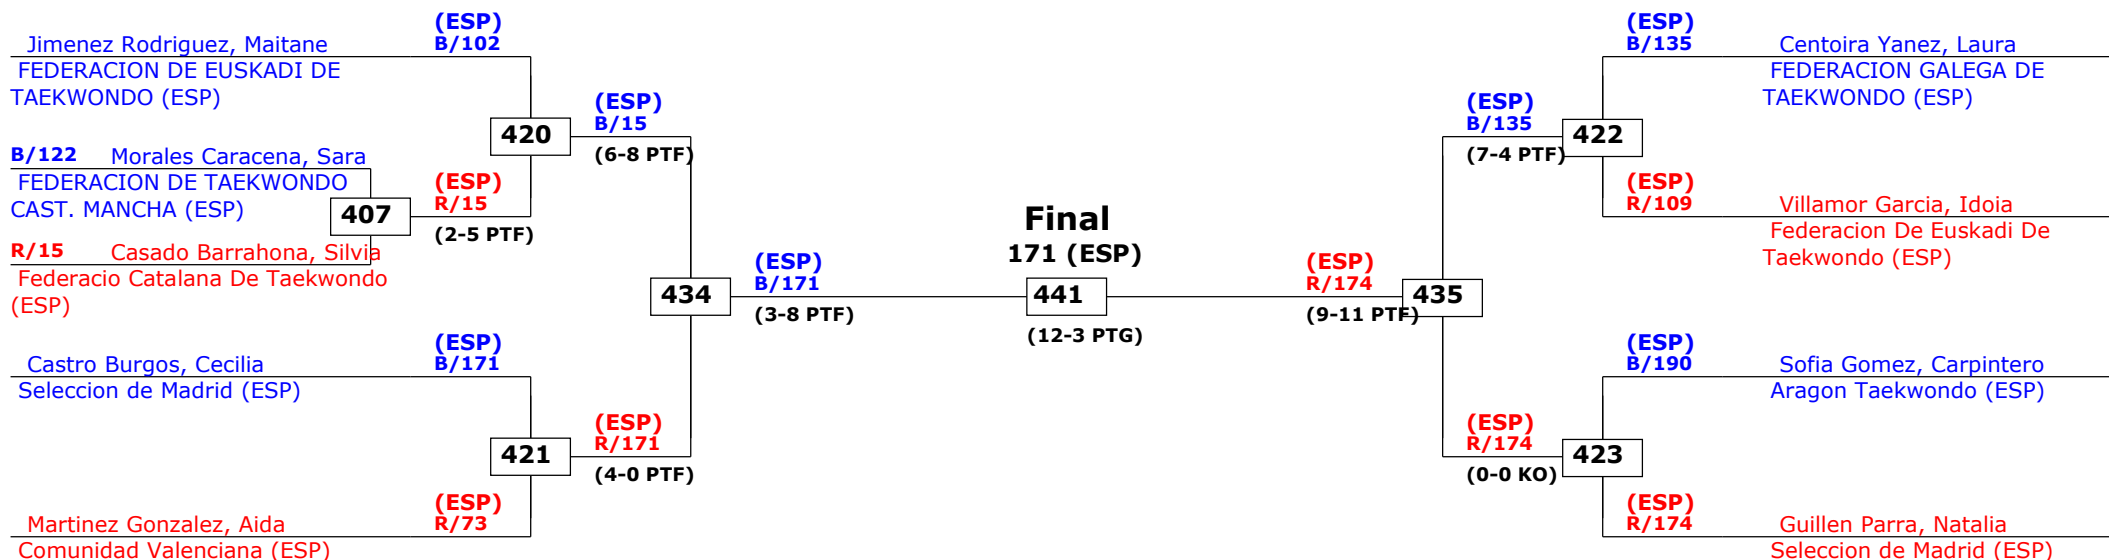 (ESP)
B/102
Jimenez Rodriguez, Maitane
FEDERACION DE EUSKADI DE
TAEKWONDO (ESP)
420
(ESP)
B/15
(6-8 PTF)
B/122 Morales Caracena, Sara
FEDERACION DE TAEKWONDO
CAST. MANCHA (ESP)
407
(ESP)
R/15
(2-5 PTF)
R/15 Casado Barrahona, Silvia
Federacio Catalana De Taekwondo
(ESP)
434
(ESP)
B/171
(3-8 PTF)
(ESP)
B/171
Castro Burgos, Cecilia
Seleccion de Madrid (ESP)
421
(ESP)
R/171
(4-0 PTF)
(ESP)
R/73
Martinez Gonzalez, Aida
Comunidad Valenciana (ESP)
Final
171 (ESP)
441
(12-3 PTG)
(ESP)
R/174
(9-11 PTF)
435
(ESP)
B/135
(7-4 PTF)
422
(ESP)
B/135
Centoira Yanez, Laura
FEDERACION GALEGA DE
TAEKWONDO (ESP)
(ESP)
R/109
Villamor Garcia, Idoia
Federacion De Euskadi De
Taekwondo (ESP)
(ESP)
R/174
(0-0 KO)
423
(ESP)
B/190
Sofia Gomez, Carpintero
Aragon Taekwondo (ESP)
(ESP)
R/174
Guillen Parra, Natalia
Seleccion de Madrid (ESP)